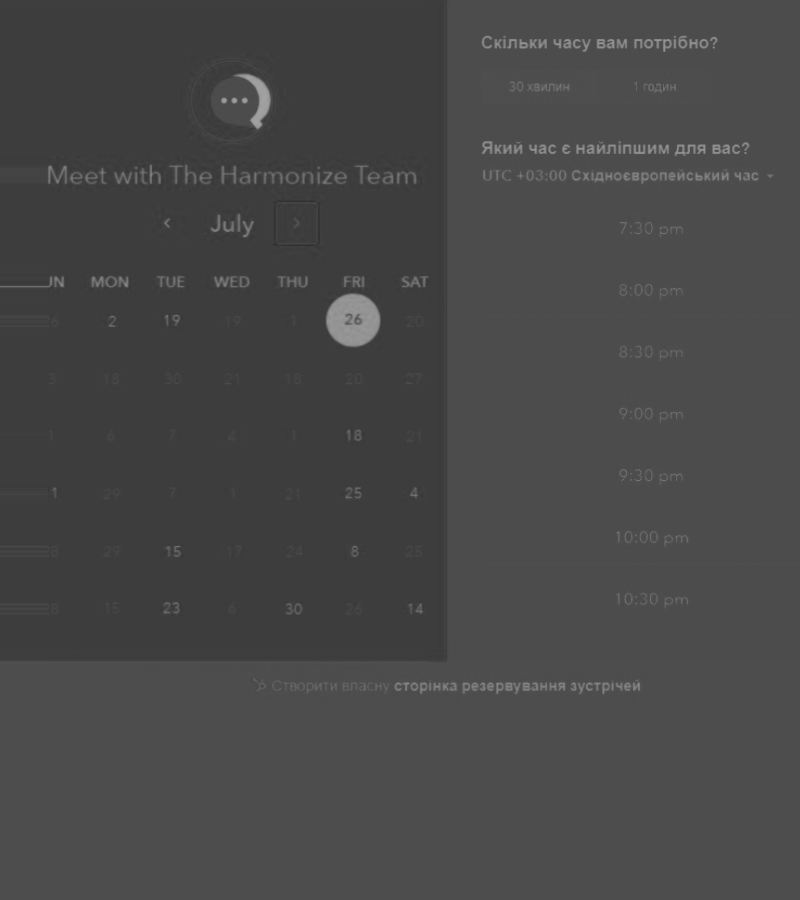 Meet with The Harmonize Team
July
UN MON TUE WED THU FRI SAT
6 2 19 19 1 26 20
3 18 30 21 18 20 27
1 6 7 4 1 18 21
1 29 7 1 21 25 4
8 29 15 17 24 8 25
8 15 23 6 30 26 14
Скільки часу вам потрібно?
30 хвилин 1 годин
Який час є найліпшим для вас?
UTC +03:00 Східноєвропейський час
7:30 pm
8:00 pm
8:30 pm
9:00 pm
9:30 pm
10:00 pm
10:30 pm
Створити власну сторінка резервування зустрічей